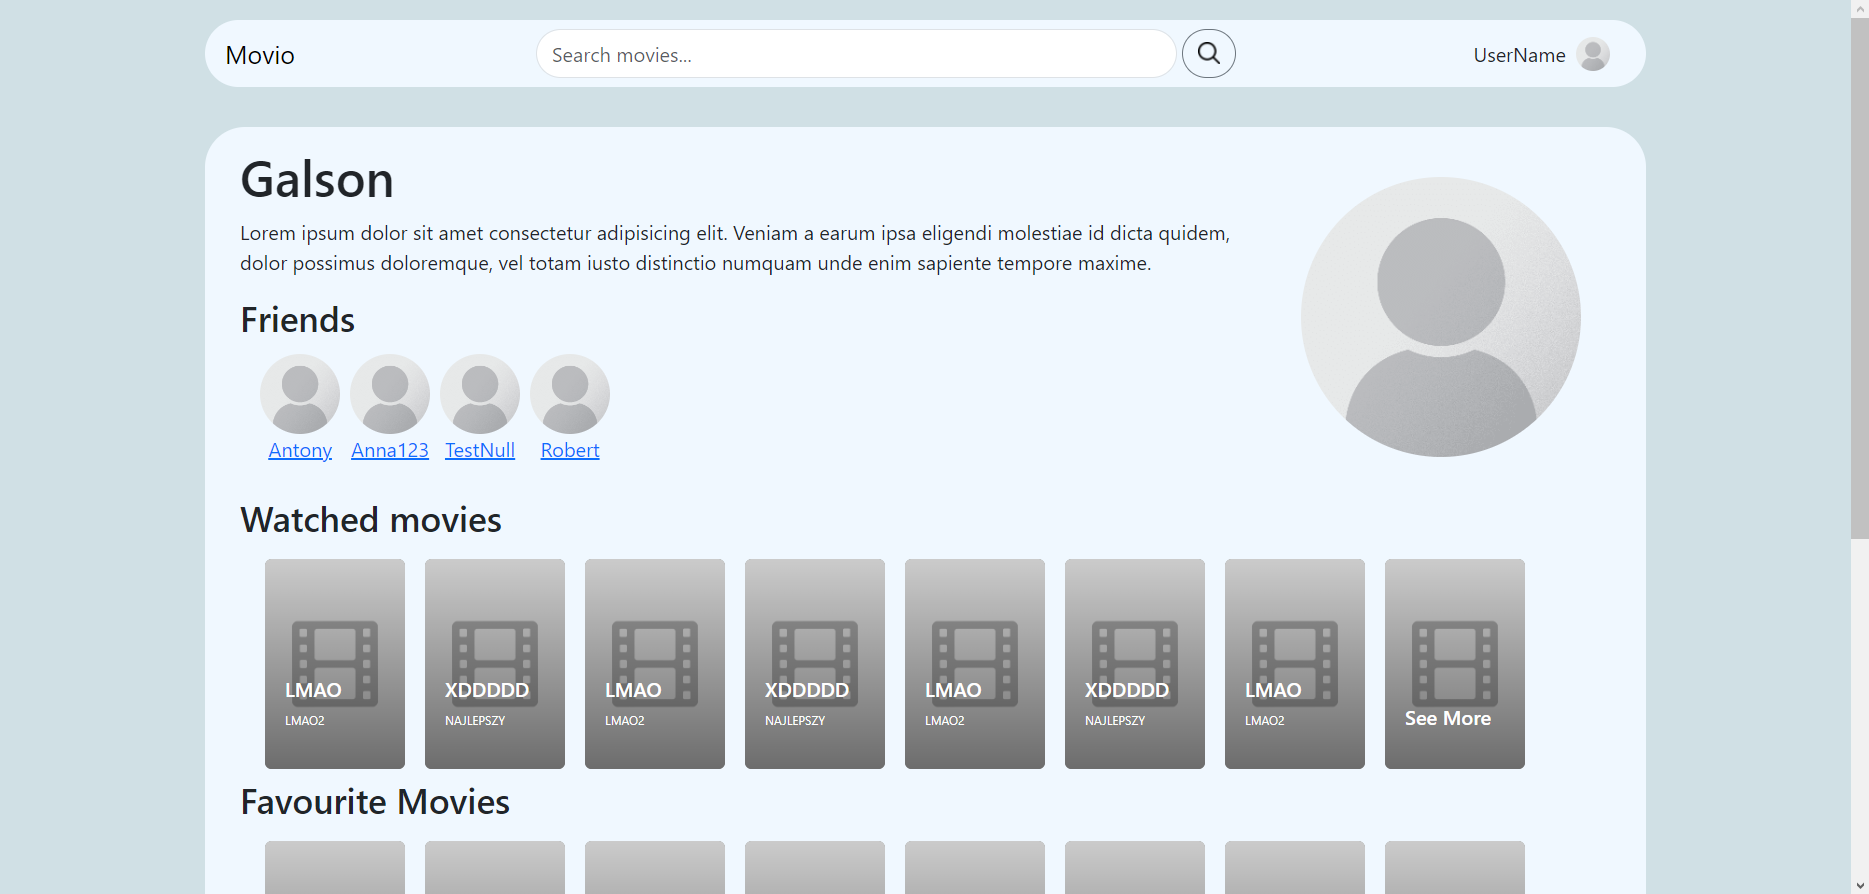 Movio
Search movies...
UserName
Galson
Lorem ipsum dolor sit amet consectetur adipisicing elit. Veniam a earum ipsa eligendi molestiae id dicta quidem,
dolor possimus doloremque, vel totam iusto distinctio numquam unde enim sapiente tempore maxime.
Friends
Antony Anna123 TestNull Robert
Watched movies
LMAO XDDDDD LMAO XDDDDD LMAO XDDDDD LMAO See More
LMAO2 NAJLEPSZY LMAO2 NAJLEPSZY LMAO2 NAJLEPSZY LMAO2
Favourite Movies